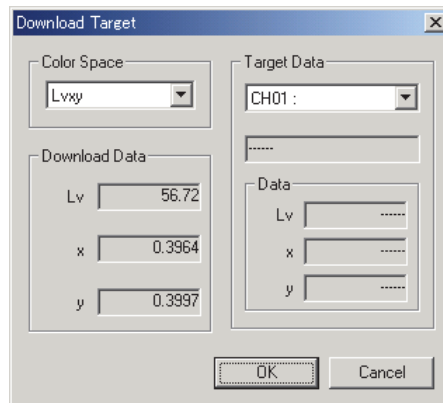 Download Target
Color Space
Lvxy
Download Data
Lv 56.72
x 0.3964
y 0.3997
Target Data
CH01 :
------
Data
Lv ------
x ------
y ------
OK
Cancel